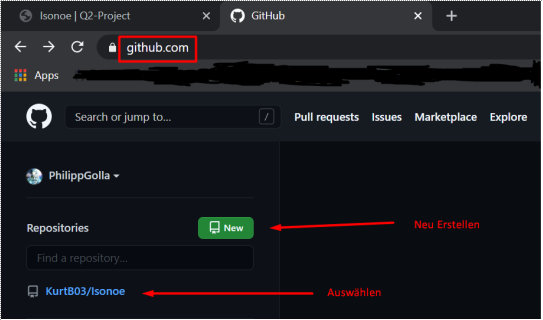 Isonoe | Q2-Project
GitHub
github.com
Apps
Search or jump to...
/
Pull requests
Issues
Marketplace
Explore
PhilippGolla
Repositories
New
Neu Erstellen
Find a repository...
KurtB03/Isonoe
Auswählen